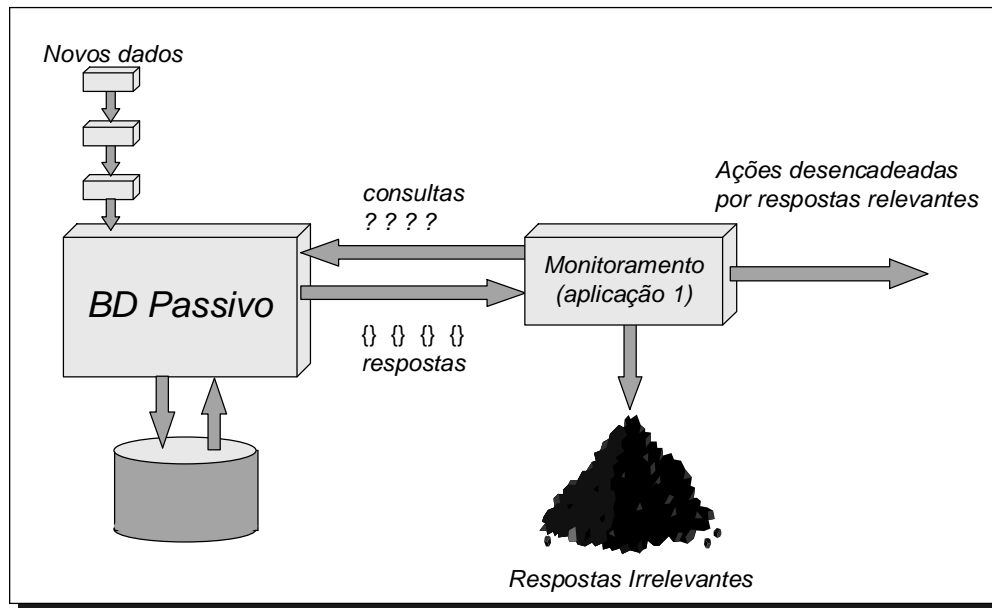 Novos dados
consultas
? ? ? ?
Ações desencadeadas
por respostas relevantes
BD Passivo
Monitoramento
(aplicação 1)
{} {} {} {}
respostas
Respostas Irrelevantes